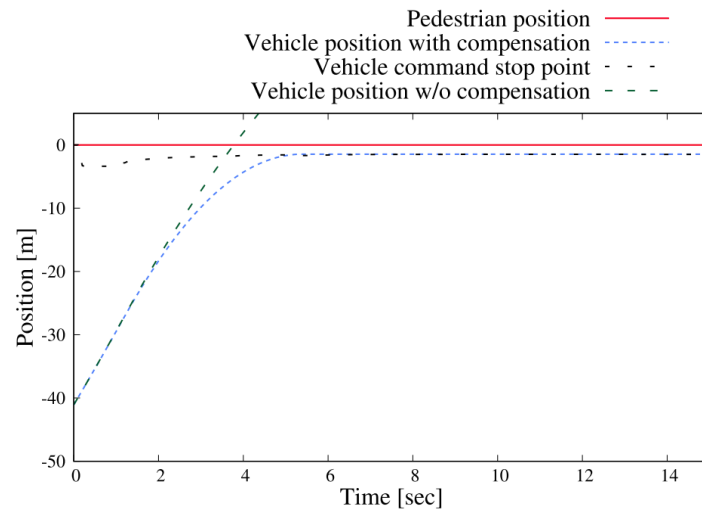 Pedestrian position
Vehicle position with compensation
Vehicle command stop point
Vehicle position w/o compensation
0
-10
-20
-30
-40
-50
Position [m]
0 2 4 6 8 10 12 14
Time [sec]